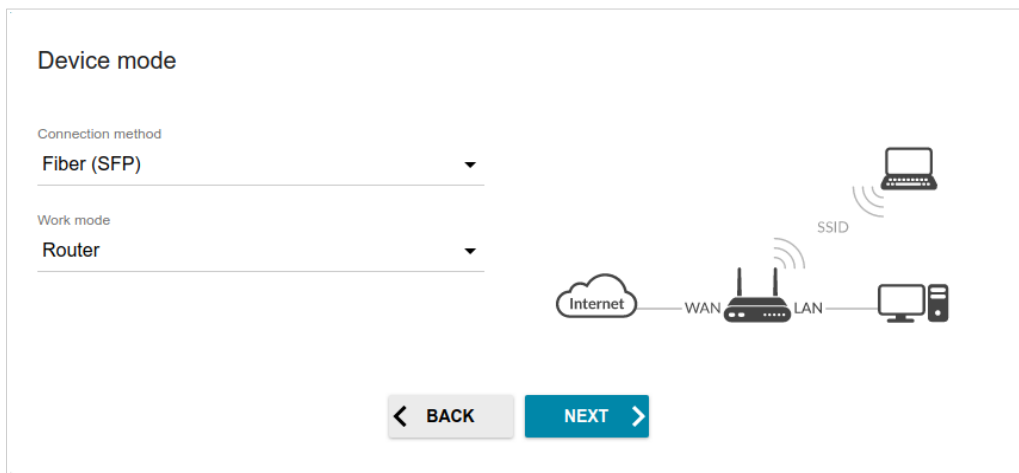 Device mode
Connection method
Fiber (SFP)
Work mode
Router
SSID
Internet
WAN
LAN
BACK
NEXT